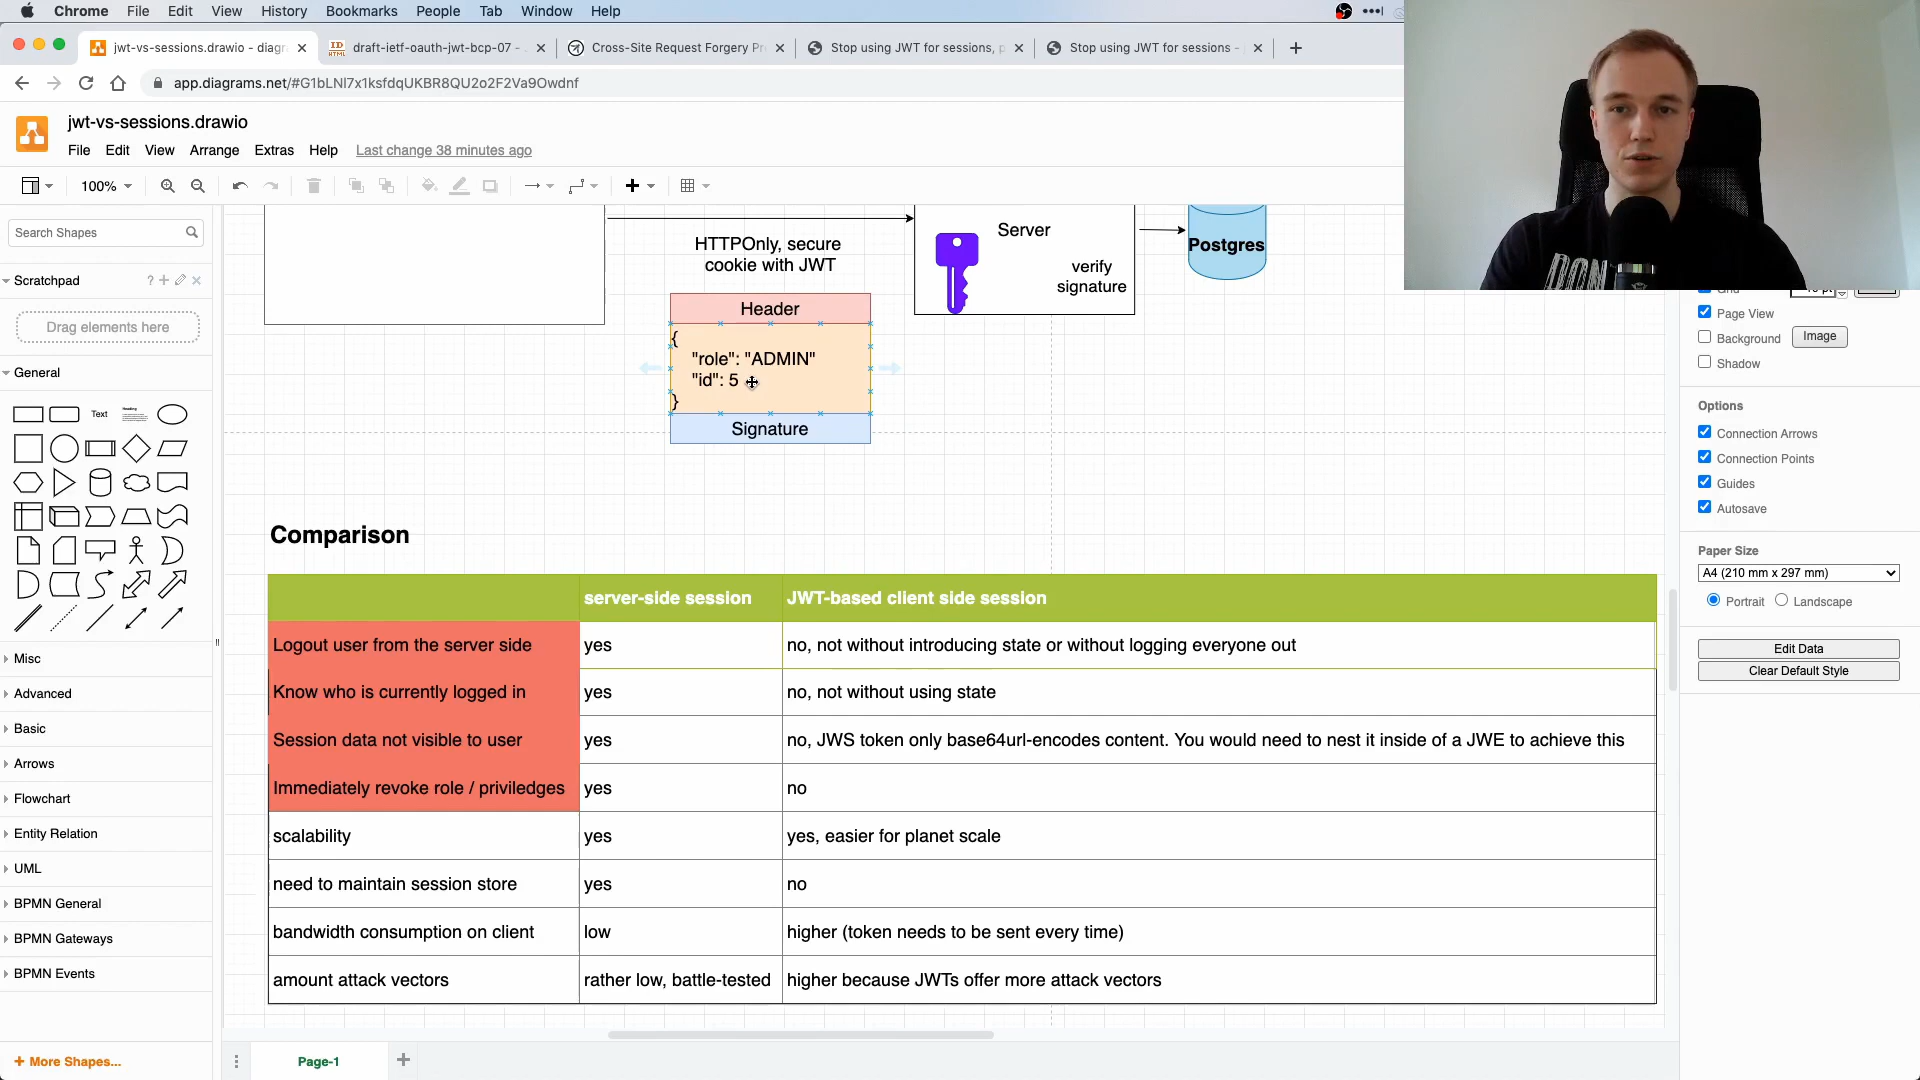 Chrome File Edit View History Bookmarks People Tab Window Help
jwt-vs-sessions.drawio - diagra
draft-ietf-oauth-jwt-bcp-07 -
Cross-Site Request Forgery Pr
Stop using JWT for sessions, p
Stop using JWT for sessions -
app.diagrams.net/#G1bLNl7x1ksfdqUKBR8QU2o2F2Va9Owdnf
jwt-vs-sessions.drawio
File Edit View Arrange Extras Help Last change 38 minutes ago
100%
Search Shapes
Scratchpad
Drag elements here
General
Text
Heading
Misc
Advanced
Basic
Arrows
Flowchart
Entity Relation
UML
BPMN General
BPMN Gateways
BPMN Events
+ More Shapes...
HTTPOnly, secure
cookie with JWT
Header
{
"role": "ADMIN"
"id": 5
}
Signature
Server
verify
signature
Postgres
Comparison
server-side session JWT-based client side session
Logout user from the server side yes no, not without introducing state or without logging everyone out
Know who is currently logged in yes no, not without using state
Session data not visible to user yes no, JWS token only base64url-encodes content. You would need to nest it inside of a JWE to achieve this
Immediately revoke role / priviledges yes no
scalability yes yes, easier for planet scale
need to maintain session store yes no
bandwidth consumption on client low higher (token needs to be sent every time)
amount attack vectors rather low, battle-tested higher because JWTs offer more attack vectors
Page-1
Page View
Background Image
Shadow
Options
Connection Arrows
Connection Points
Guides
Autosave
Paper Size
A4 (210 mm x 297 mm)
Portrait Landscape
Edit Data
Clear Default Style